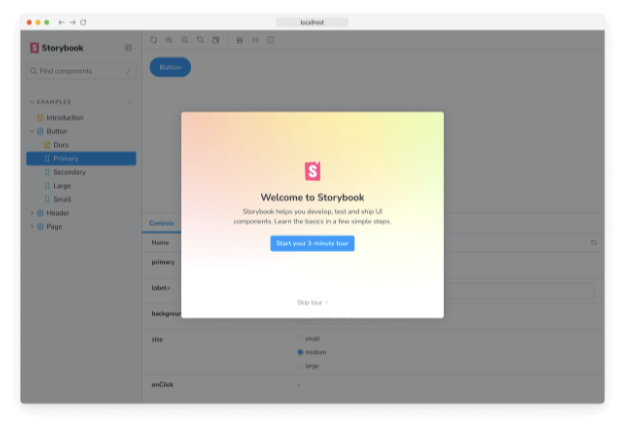 localhost
Storybook
Find components
/
EXAMPLES
Introduction
Button
Docs
Primary
Secondary
Large
Small
Header
Page
Button
Welcome to Storybook
Storybook helps you develop, test and ship UI
components. Learn the basics in a few simple steps.
Start your 3-minute tour
Skip tour
Controls
Name
primary
label*
backgroun
size
small
medium
large
onClick
-